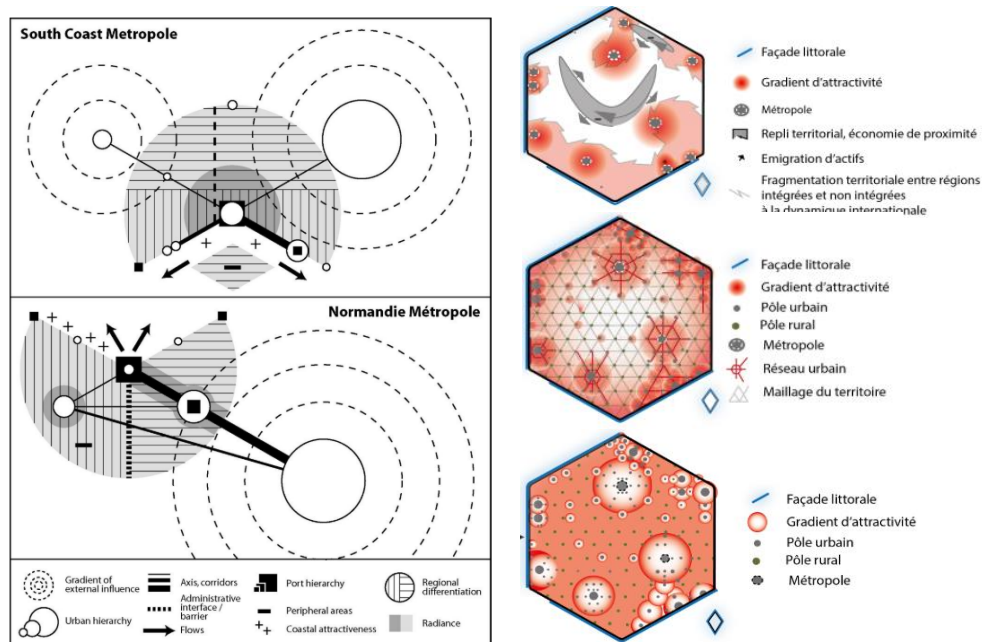 South Coast Metropole
Normandie Métropole
Gradient of
external influence
Urban hierarchy
Axis, corridors
Administrative
interface /
barrier
Flows
Port hierarchy
Peripheral areas
Coastal attractiveness
Regional
differentiation
Radiance
Façade littorale
Gradient d'attractivité
Métropole
Repli territorial, économie de proximité
Emigration d'actifs
Fragmentation territoriale entre régions
intégrées et non intégrées
à la dynamique internationale
Façade littorale
Gradient d'attractivité
Pôle urbain
Pôle rural
Métropole
Réseau urbain
Maillage du territoire
Façade littorale
Gradient d'attractivité
Pôle urbain
Pôle rural
Métropole